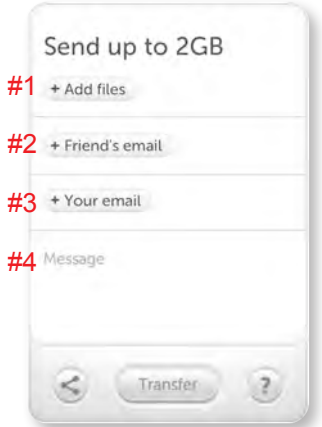 Send up to 2GB
#1 + Add files
#2 + Friend's email
#3 + Your email
#4 Message
Transfer ?